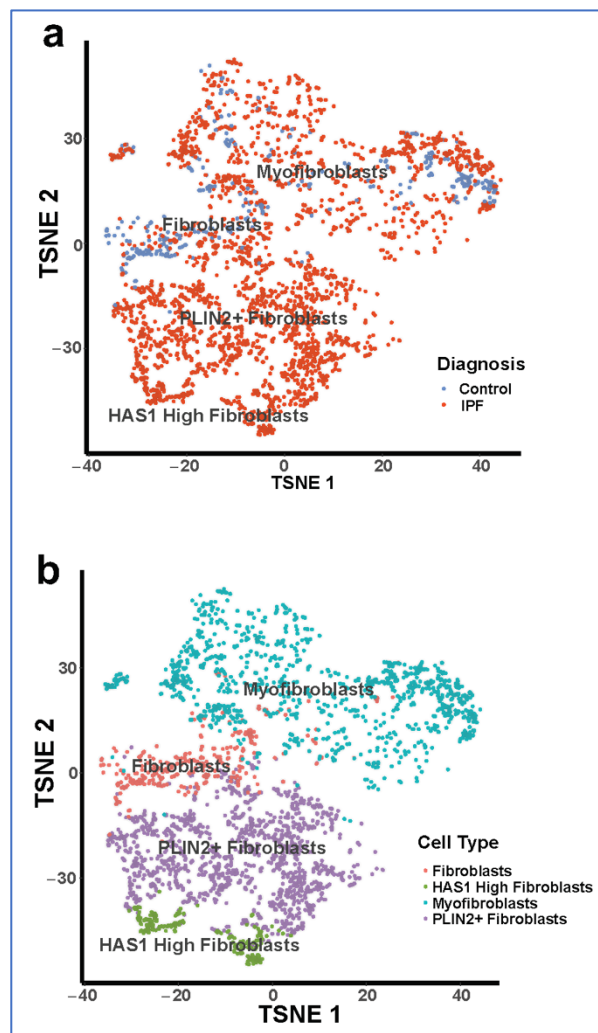 a
TSNE 2
30
0
−30
Myofibroblasts
Fibroblasts
PLIN2+ Fibroblasts
HAS1 High Fibroblasts
Diagnosis
Control
IPF
−40 −20 0 20 40
TSNE 1
b
TSNE 2
30
0
−30
Myofibroblasts
Fibroblasts
PLIN2+ Fibroblasts
HAS1 High Fibroblasts
Cell Type
Fibroblasts
HAS1 High Fibroblasts
Myofibroblasts
PLIN2+ Fibroblasts
−40 −20 0 20 40
TSNE 1